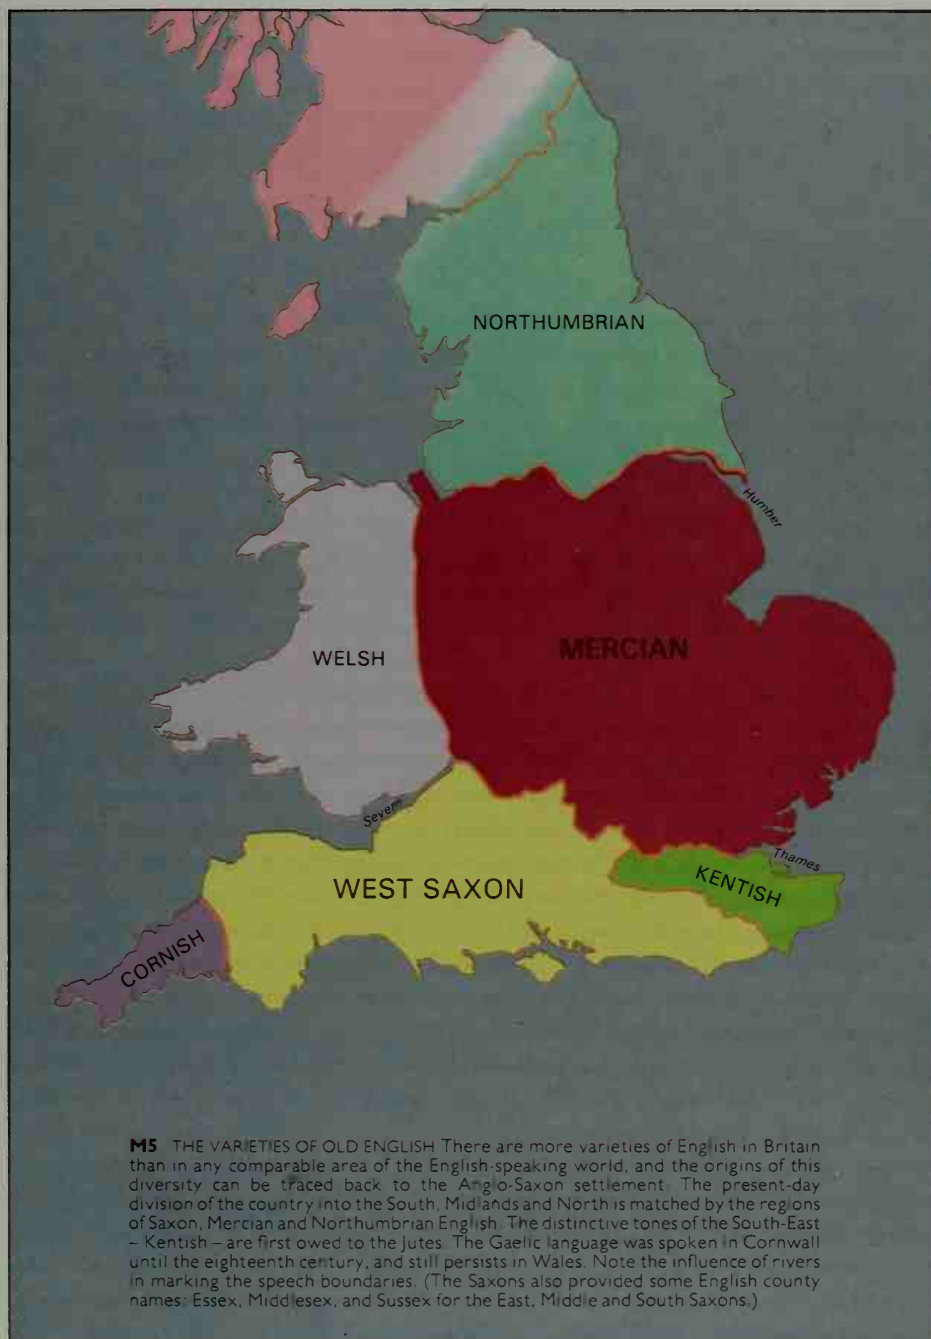 NORTHUMBRIAN
Humber
WELSH
MERCIAN
Severn
Thames
KENTISH
WEST SAXON
CORNISH
M5 THE VARIETIES OF OLD ENGLISH There are more varieties of English in Britain
than in any comparable area of the English-speaking world, and the origins of this
diversity can be traced back to the Anglo-Saxon settlement. The present-day
division of the country into the South, Midlands and North is matched by the regions
of Saxon, Mercian and Northumbrian English. The distinctive tones of the South-East
– Kentish – are first owed to the Jutes. The Gaelic language was spoken in Cornwall
until the eighteenth century, and still persists in Wales. Note the influence of rivers
in marking the speech boundaries. (The Saxons also provided some English county
names: Essex, Middlesex, and Sussex for the East, Middle and South Saxons.)